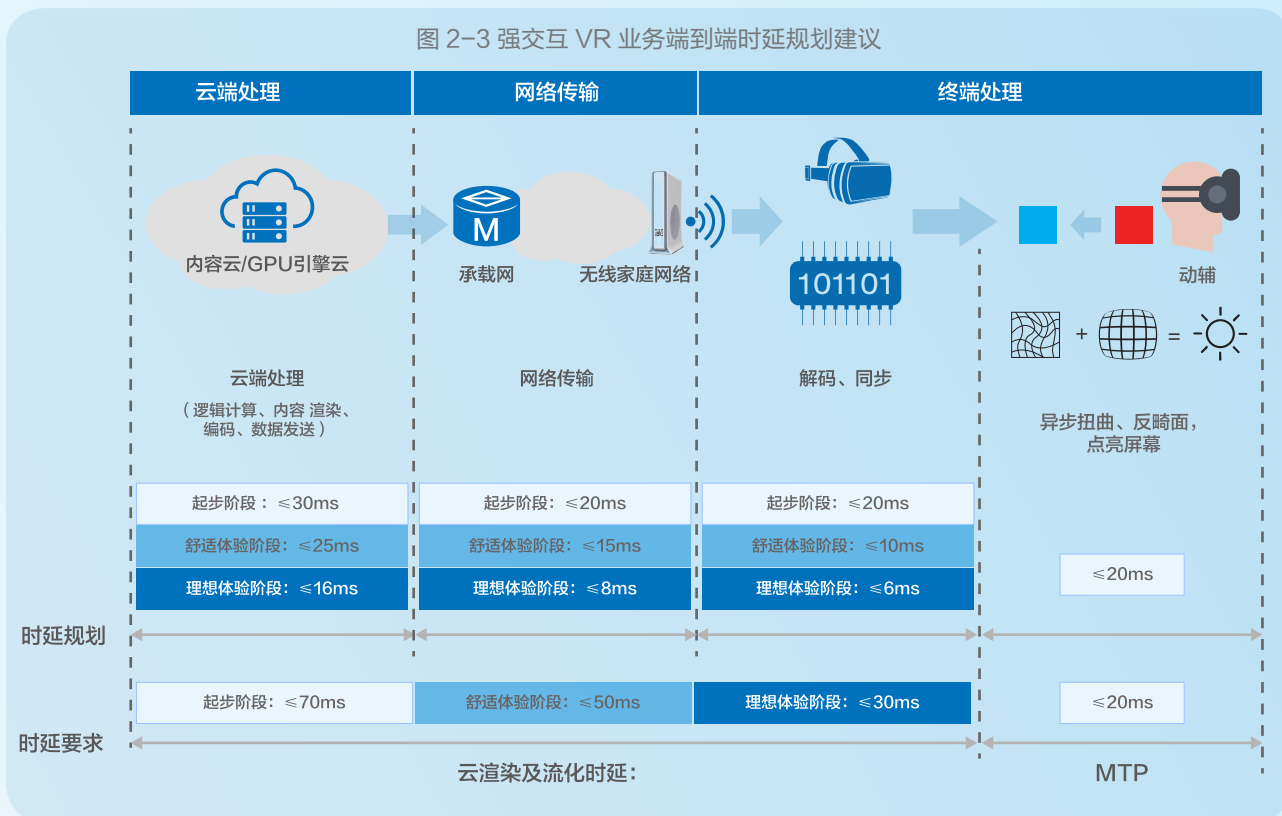 图 2-3 强交互 VR 业务端到端时延规划建议
云端处理
网络传输
终端处理
内容云/GPU引擎云
M
承载网
无线家庭网络
101101
动辅
+
=
云端处理
（逻辑计算、内容 渲染、
编码、数据发送）
网络传输
解码、同步
异步扭曲、反畸面，
点亮屏幕
起步阶段：≤30ms
起步阶段：≤20ms
起步阶段：≤20ms
舒适体验阶段：≤25ms
舒适体验阶段：≤15ms
舒适体验阶段：≤10ms
理想体验阶段：≤16ms
理想体验阶段：≤8ms
理想体验阶段：≤6ms
≤20ms
时延规划
起步阶段：≤70ms
舒适体验阶段：≤50ms
理想体验阶段：≤30ms
≤20ms
时延要求
云渲染及流化时延：
MTP